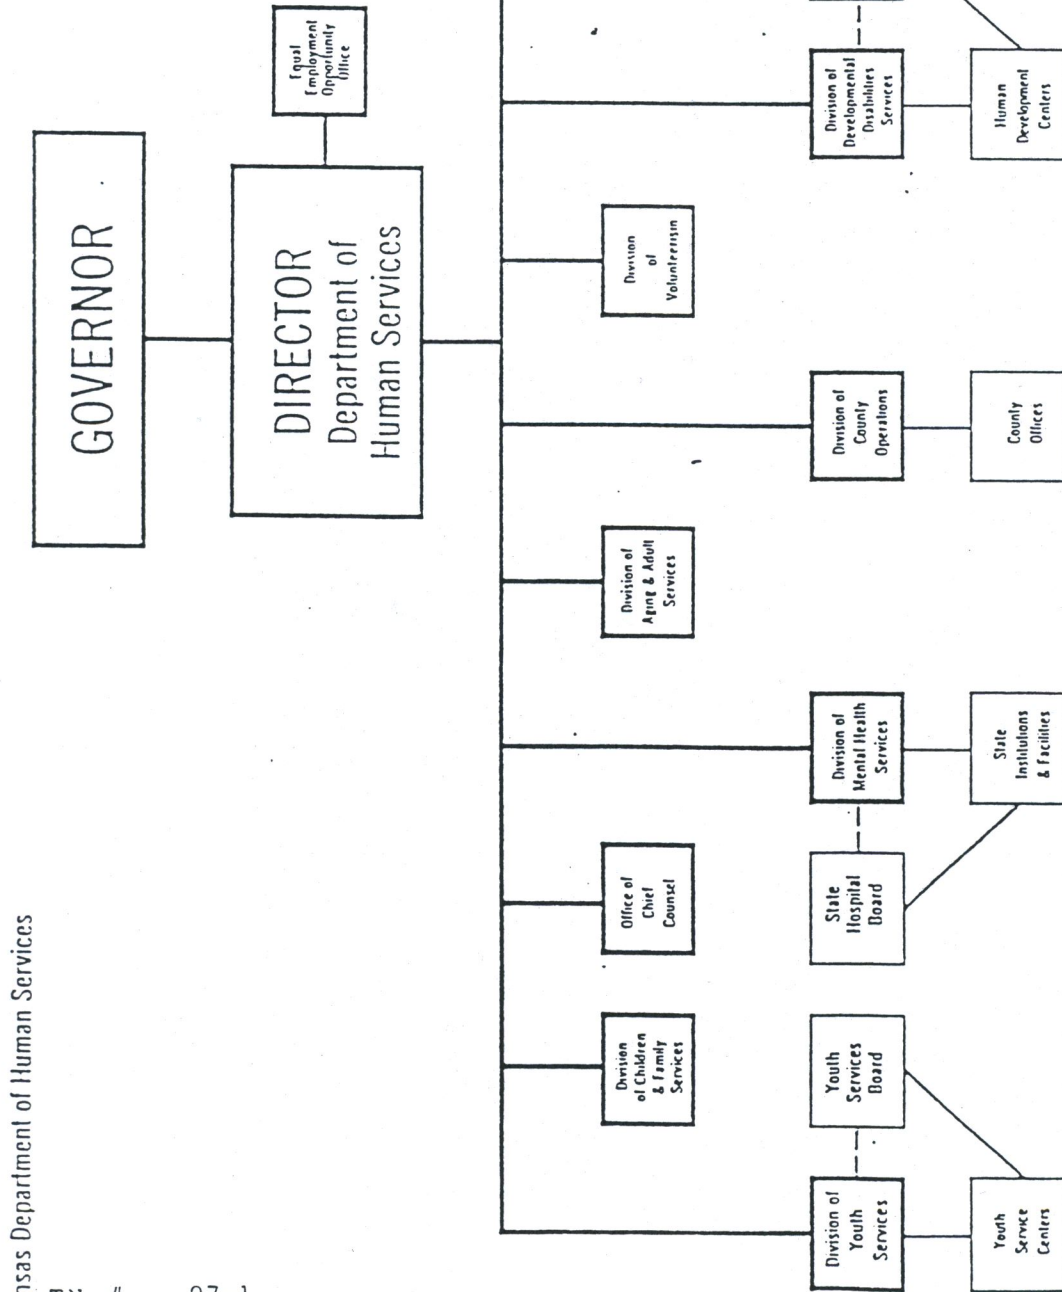 nsas Department of Human Services
GOVERNOR
DIRECTOR
Department of
Human Services
Equal
Employment
Opportunity
Office
Division of
Youth
Services
Youth
Services
Board
Youth
Service
Centers
Division
of Children
& Family
Services
Office of
Chief
Counsel
State
Hospital
Board
Division of
Mental Health
Services
State
Institutions
& Facilities
Division of
Aging & Adult
Services
Division of
County
Operations
County
Offices
Division
of
Volunteerism
Division of
Developmental
Disabilities
Services
Human
Development
Centers